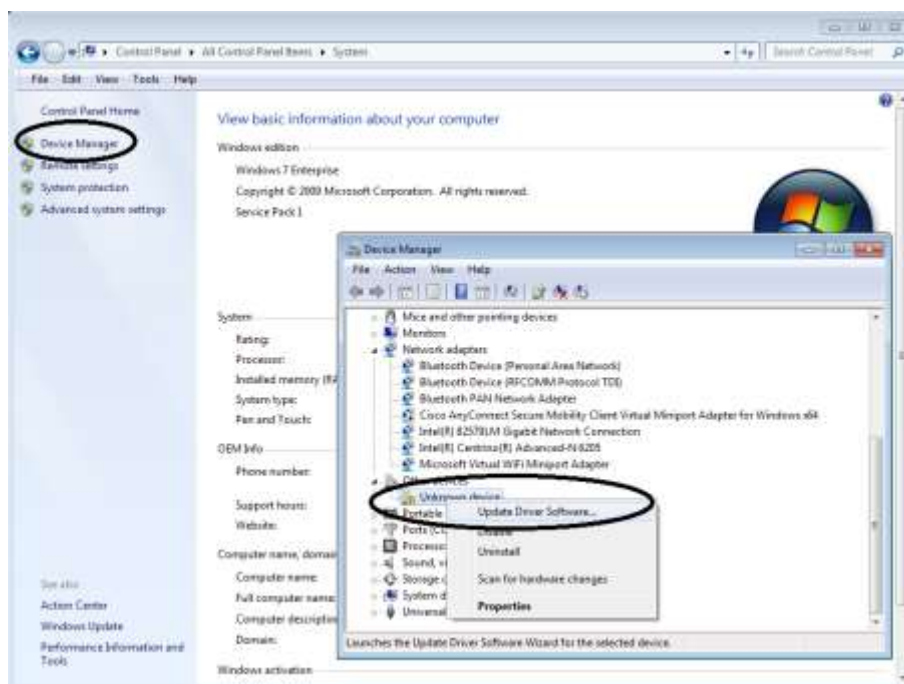 Control Panel ▸ All Control Panel Items ▸ System
Search Control Panel
File Edit View Tools Help
Control Panel Home
Device Manager
Remote settings
System protection
Advanced system settings
See also
Action Center
Windows Update
Performance Information and
Tools
View basic information about your computer
Windows edition
Windows 7 Enterprise
Copyright © 2009 Microsoft Corporation. All rights reserved.
Service Pack 1
System
Rating:
Processor:
Installed memory (RA
System type:
Pen and Touch:
OEM Info
Phone number:
Support hours:
Website:
Computer name, domai
Computer name:
Full computer name:
Computer descriptio
Domain:
Windows activation
Device Manager
File Action View Help
Mice and other pointing devices
Monitors
Network adapters
Bluetooth Device (Personal Area Network)
Bluetooth Device (RFCOMM Protocol TDI)
Bluetooth PAN Network Adapter
Cisco AnyConnect Secure Mobility Client Virtual Miniport Adapter for Windows x64
Intel(R) 82579LM Gigabit Network Connection
Intel(R) Centrino(R) Advanced-N 6205
Microsoft Virtual WiFi Miniport Adapter
Other devices
Unknown device
Portable
Ports (C
Processo
Sound, vi
Storage c
System d
Universal
Update Driver Software...
Disable
Uninstall
Scan for hardware changes
Properties
Launches the Update Driver Software Wizard for the selected device.